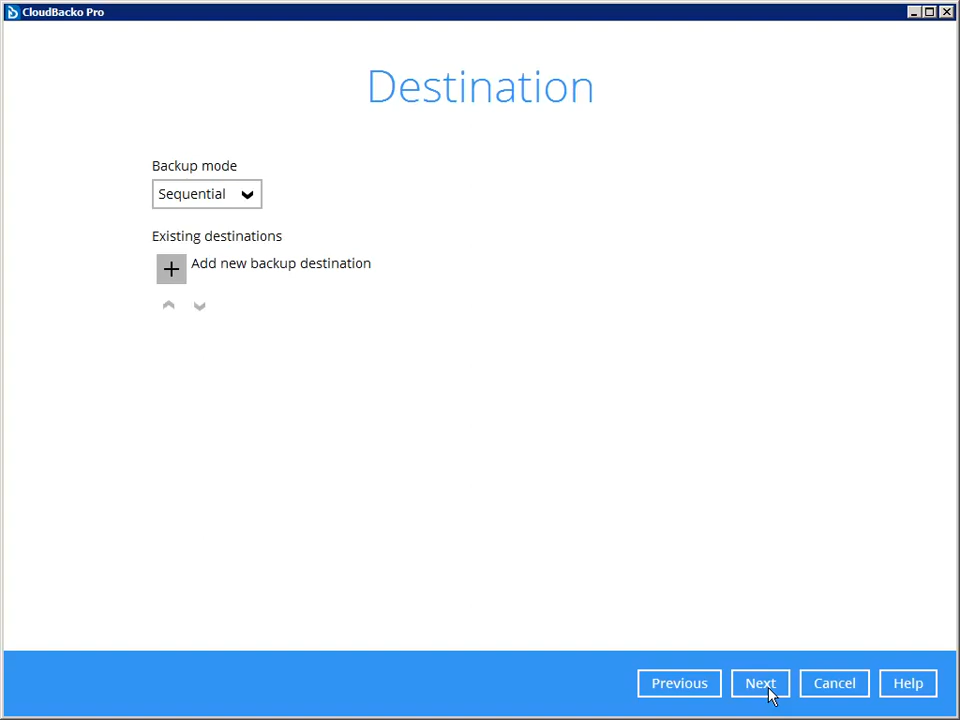 CloudBacko Pro
Destination
Backup mode
Sequential
Existing destinations
Add new backup destination
Previous Next Cancel Help